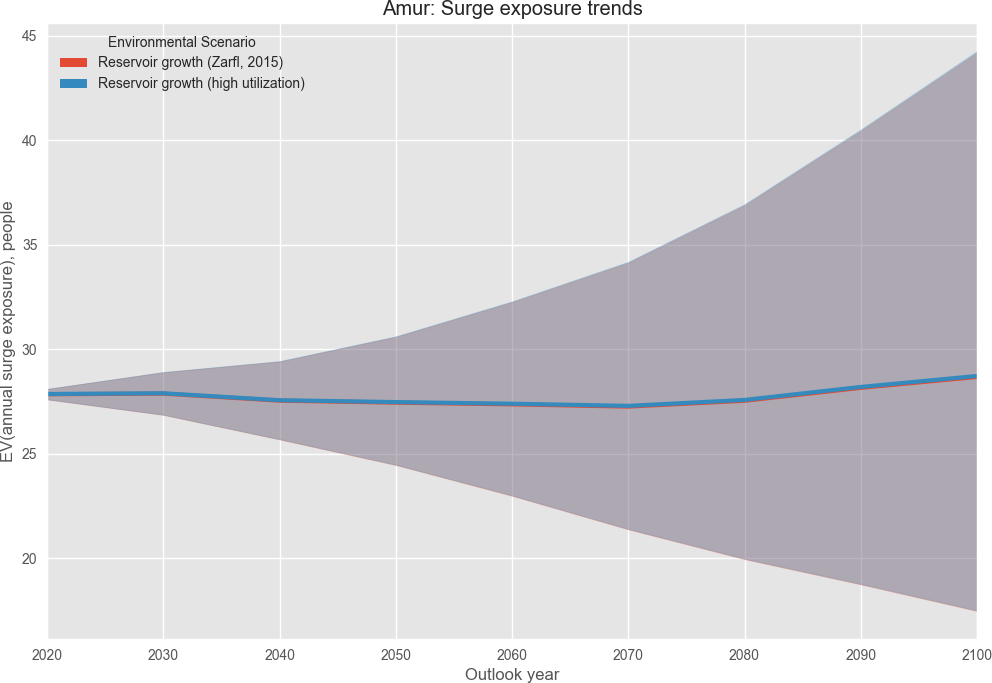 Amur: Surge exposure trends
Environmental Scenario
Reservoir growth (Zarfl, 2015)
Reservoir growth (high utilization)
EV(annual surge exposure), people
45
40
35
30
25
20
2020 2030 2040 2050 2060 2070 2080 2090 2100
Outlook year